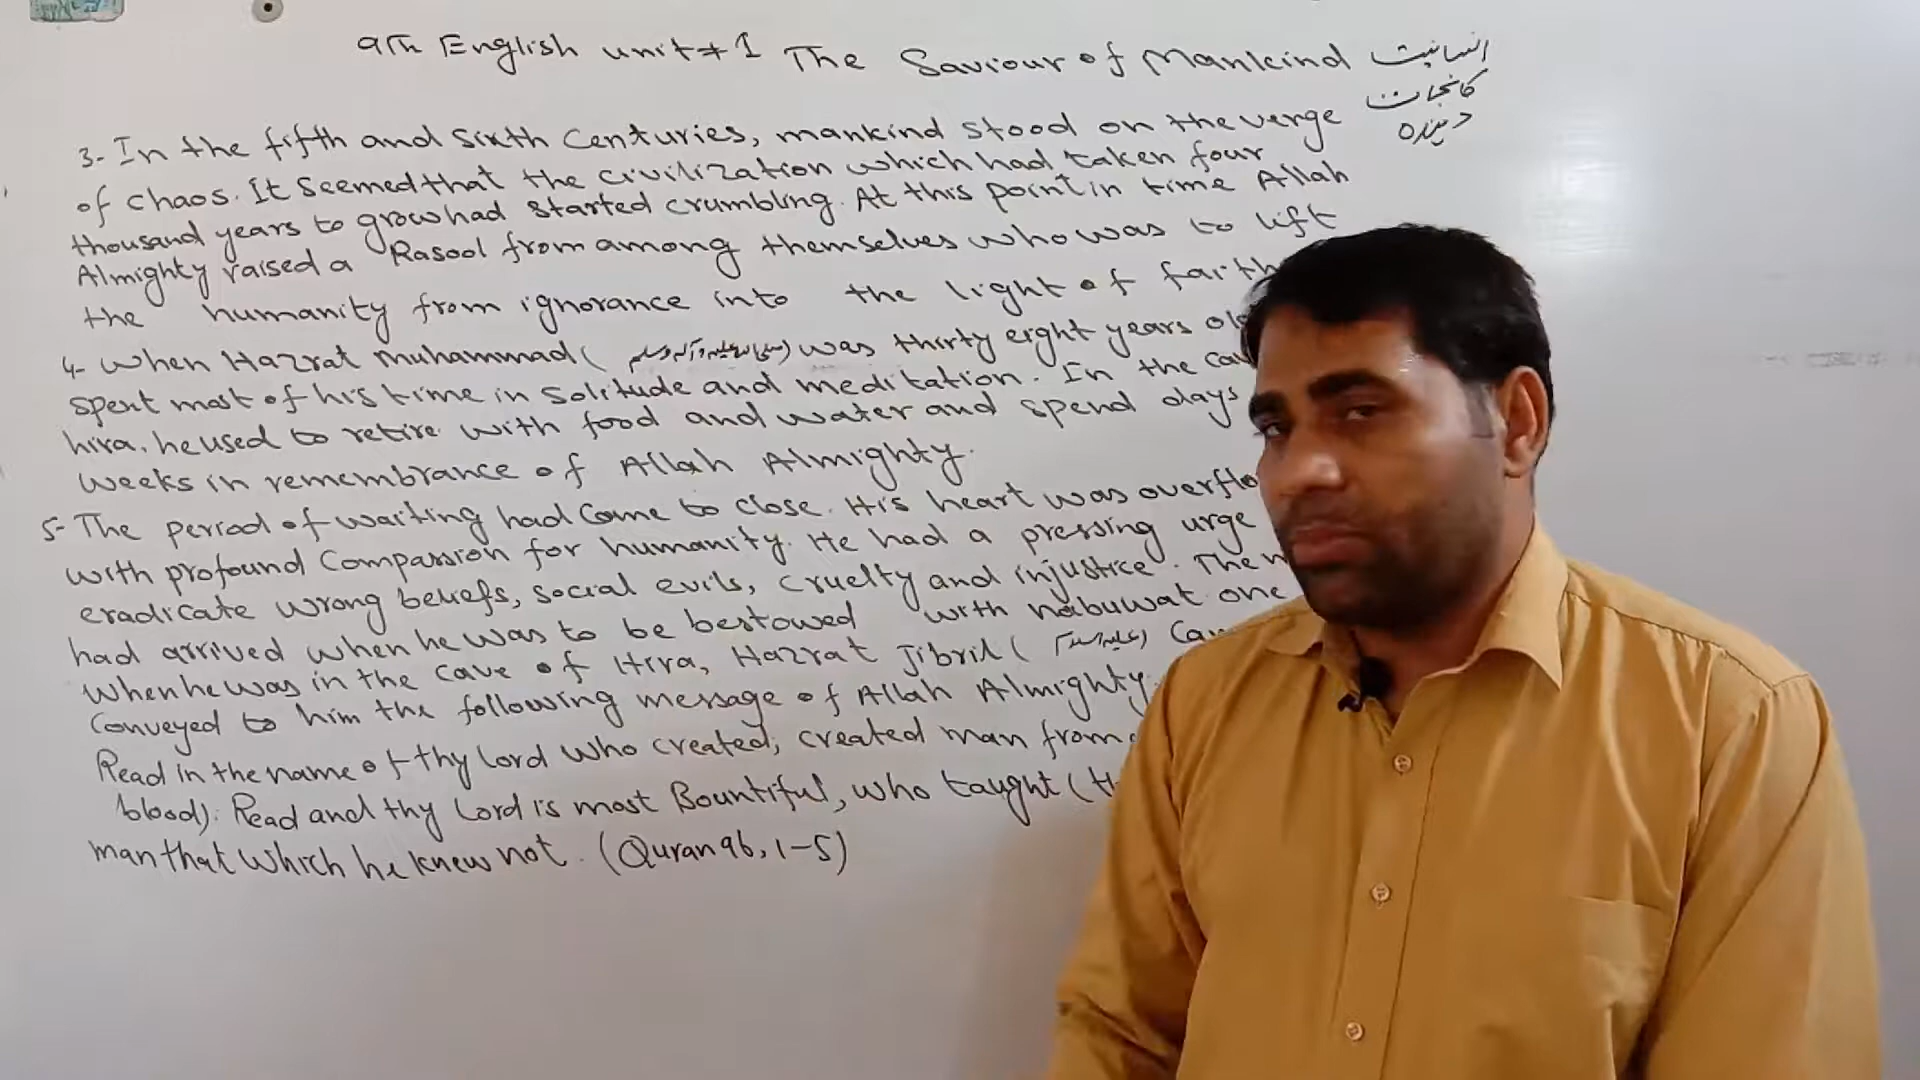 9Th English unit # 1 The Saviour of Mankind انسانیت
کا نجات
دہندہ
3- In the fifth and sixth Centuries, mankind stood on the verge
of chaos. It seemed that the civilization which had taken four
thousand years to grow had started crumbling. At this point in time Allah
Almighty raised a Rasool from among themselves who was to lift
the humanity from ignorance into the light of faith
4- When Hazrat Muhammad ( صلی اللہ علیہ وآلہ وسلم ) was thirty eight years old
spent most of his time in solitude and meditation. In the
hira. he used to retire with food and water and spend days
weeks in remembrance of Allah Almighty.
5- The period of waiting had come to close. His heart was
with profound Compassion for humanity. He had a pressing urge
eradicate wrong beliefs, social evils, cruelty and injustice. The
had arrived when he was to be bestowed with nabuwat one
When he was in the cave of Hira, Hazrat Jibril ( علیہ السلام )
Conveyed to him the following message of Allah Almighty.
Read in the name of thy Lord who created; created man from
blood): Read and thy Lord is most Bountiful, who taught (
man that which he knew not. (Quran 96, 1-5)